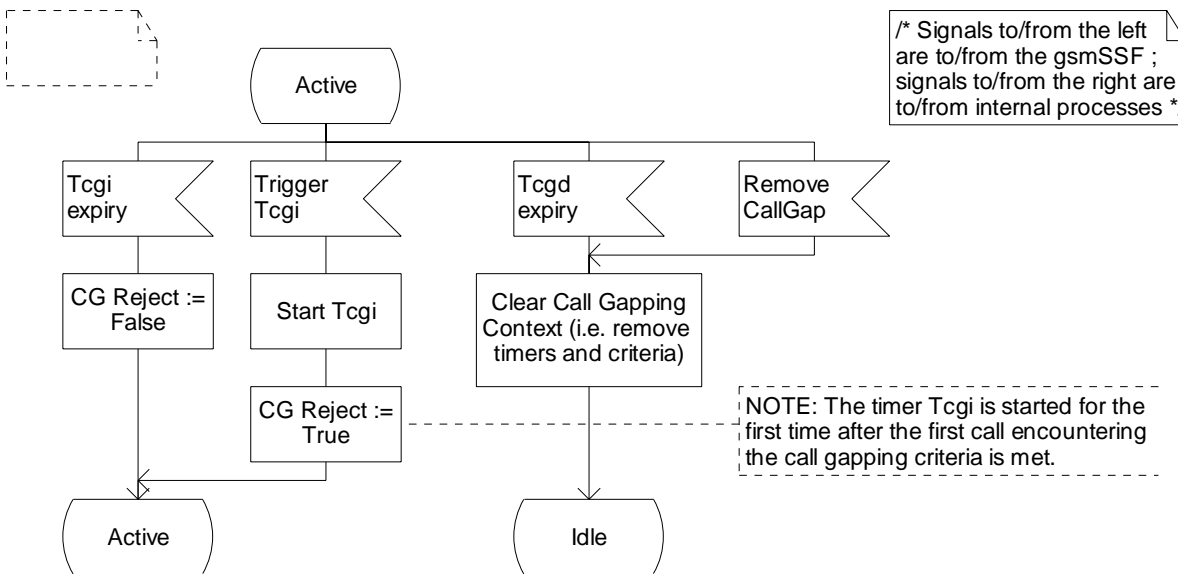 /* Signals to/from the left
are to/from the gsmSSF ;
signals to/from the right are
to/from internal processes *
Active
Tcgi
expiry
Trigger
Tcgi
Tcgd
expiry
Remove
CallGap
CG Reject :=
False
Start Tcgi
Clear Call Gapping
Context (i.e. remove
timers and criteria)
CG Reject :=
True
NOTE: The timer Tcgi is started for the
first time after the first call encountering
the call gapping criteria is met.
Active
Idle